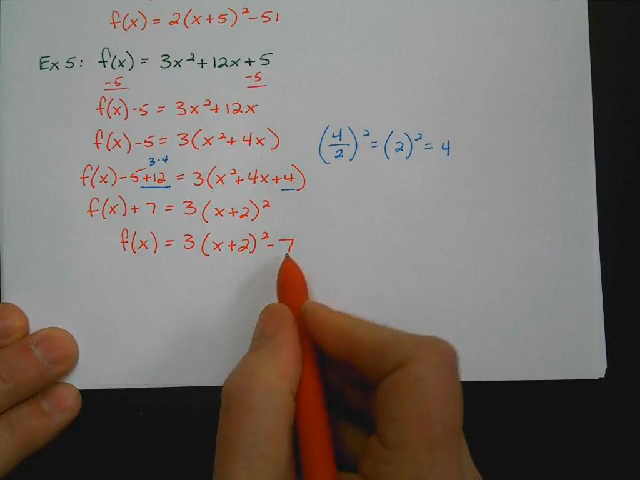 f(x) = 2(x+5)² - 51
Ex 5: f(x) = 3x² + 12x + 5
-5 -5
f(x) - 5 = 3x² + 12x
f(x) - 5 = 3(x² + 4x) (4/2)² = (2)² = 4
3·4
f(x) - 5 + 12 = 3(x² + 4x + 4)
f(x) + 7 = 3(x+2)²
f(x) = 3(x+2)² - 7